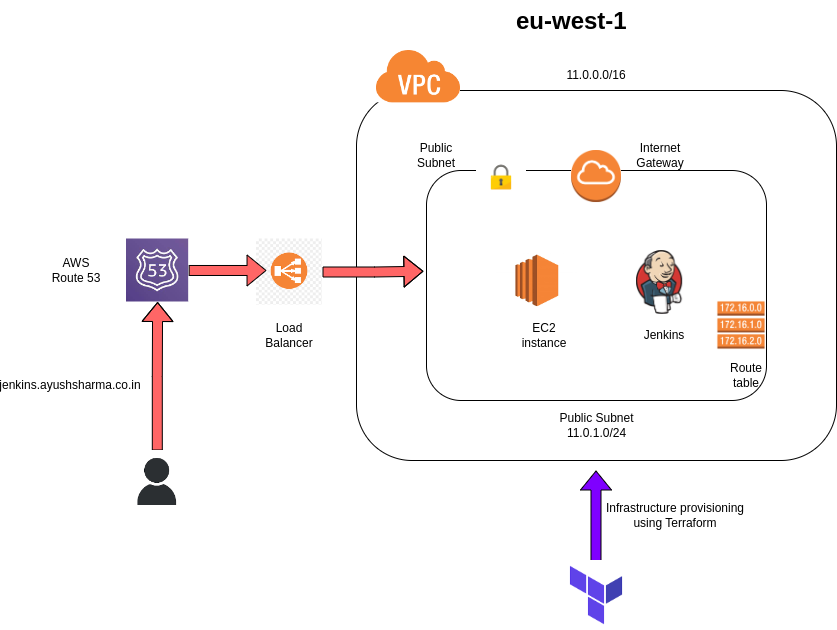 eu-west-1
11.0.0.0/16
VPC
Public
Subnet
Internet
Gateway
AWS
Route 53
53
Load
Balancer
EC2
instance
Jenkins
172.16.0.0
172.16.1.0
172.16.2.0
Route
table
jenkins.ayushsharma.co.in
Public Subnet
11.0.1.0/24
Infrastructure provisioning
using Terraform